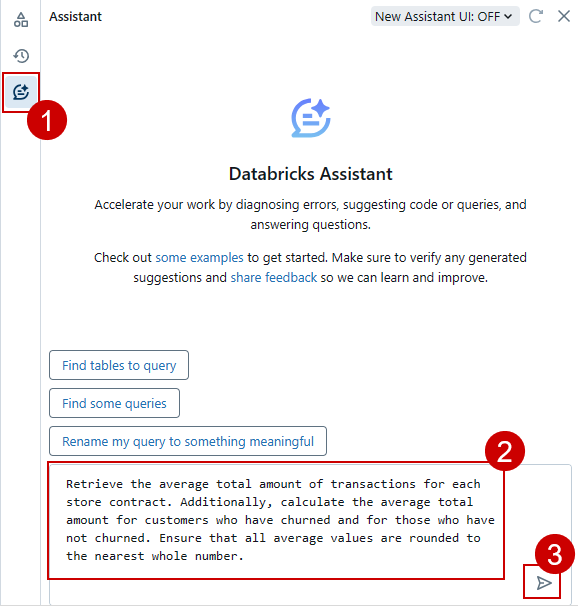 Assistant
New Assistant UI: OFF
1
Databricks Assistant
Accelerate your work by diagnosing errors, suggesting code or queries, and
answering questions.
Check out some examples to get started. Make sure to verify any generated
suggestions and share feedback so we can learn and improve.
Find tables to query
Find some queries
Rename my query to something meaningful
2
Retrieve the average total amount of transactions for each
store contract. Additionally, calculate the average total
amount for customers who have churned and for those who have
not churned. Ensure that all average values are rounded to
the nearest whole number.
3